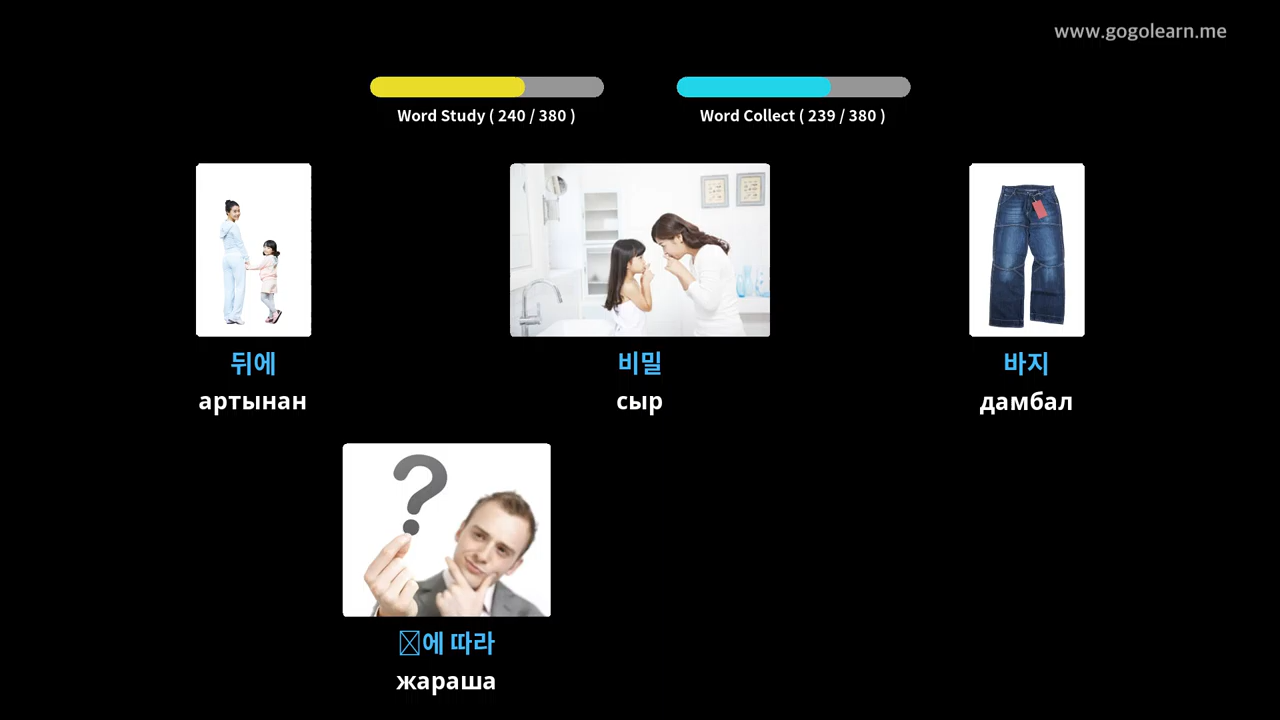 www.gogolearn.me
Word Study ( 240 / 380 )
Word Collect ( 239 / 380 )
뒤에
비밀
바지
артынан
сыр
дамбал
에 따라
жараша